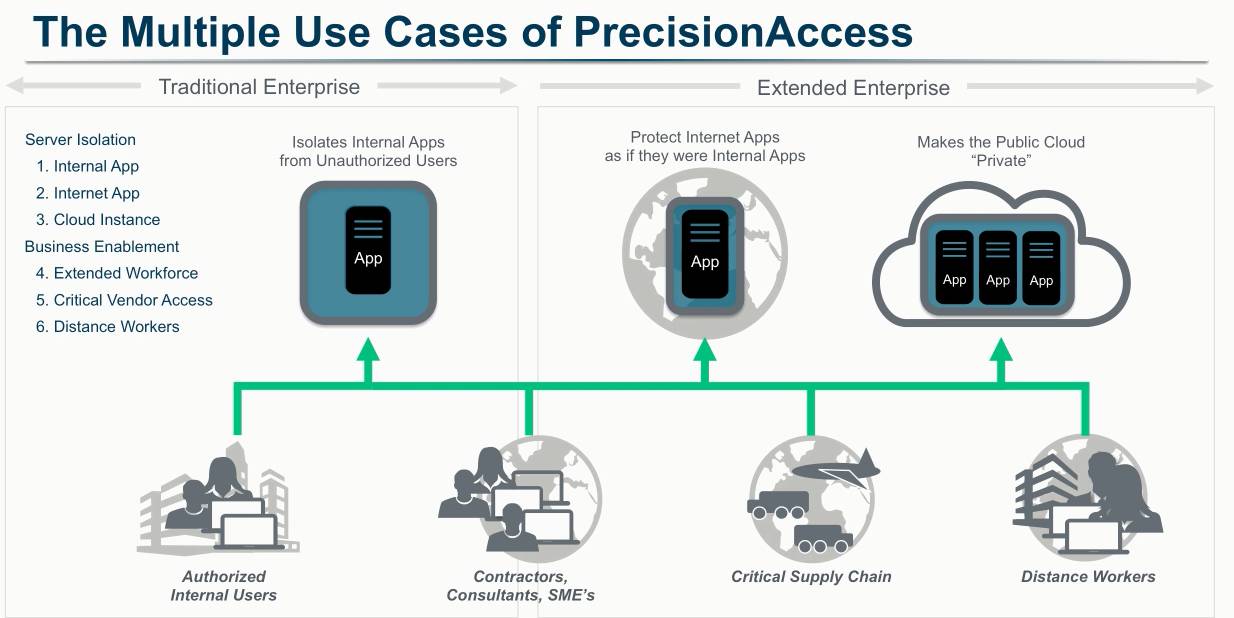 The Multiple Use Cases of PrecisionAccess
Traditional Enterprise
Extended Enterprise
Server Isolation
1. Internal App
2. Internet App
3. Cloud Instance
Business Enablement
4. Extended Workforce
5. Critical Vendor Access
6. Distance Workers
Isolates Internal Apps
from Unauthorized Users
App
Protect Internet Apps
as if they were Internal Apps
App
Makes the Public Cloud
“Private”
App
App
App
Authorized
Internal Users
Contractors,
Consultants, SME’s
Critical Supply Chain
Distance Workers